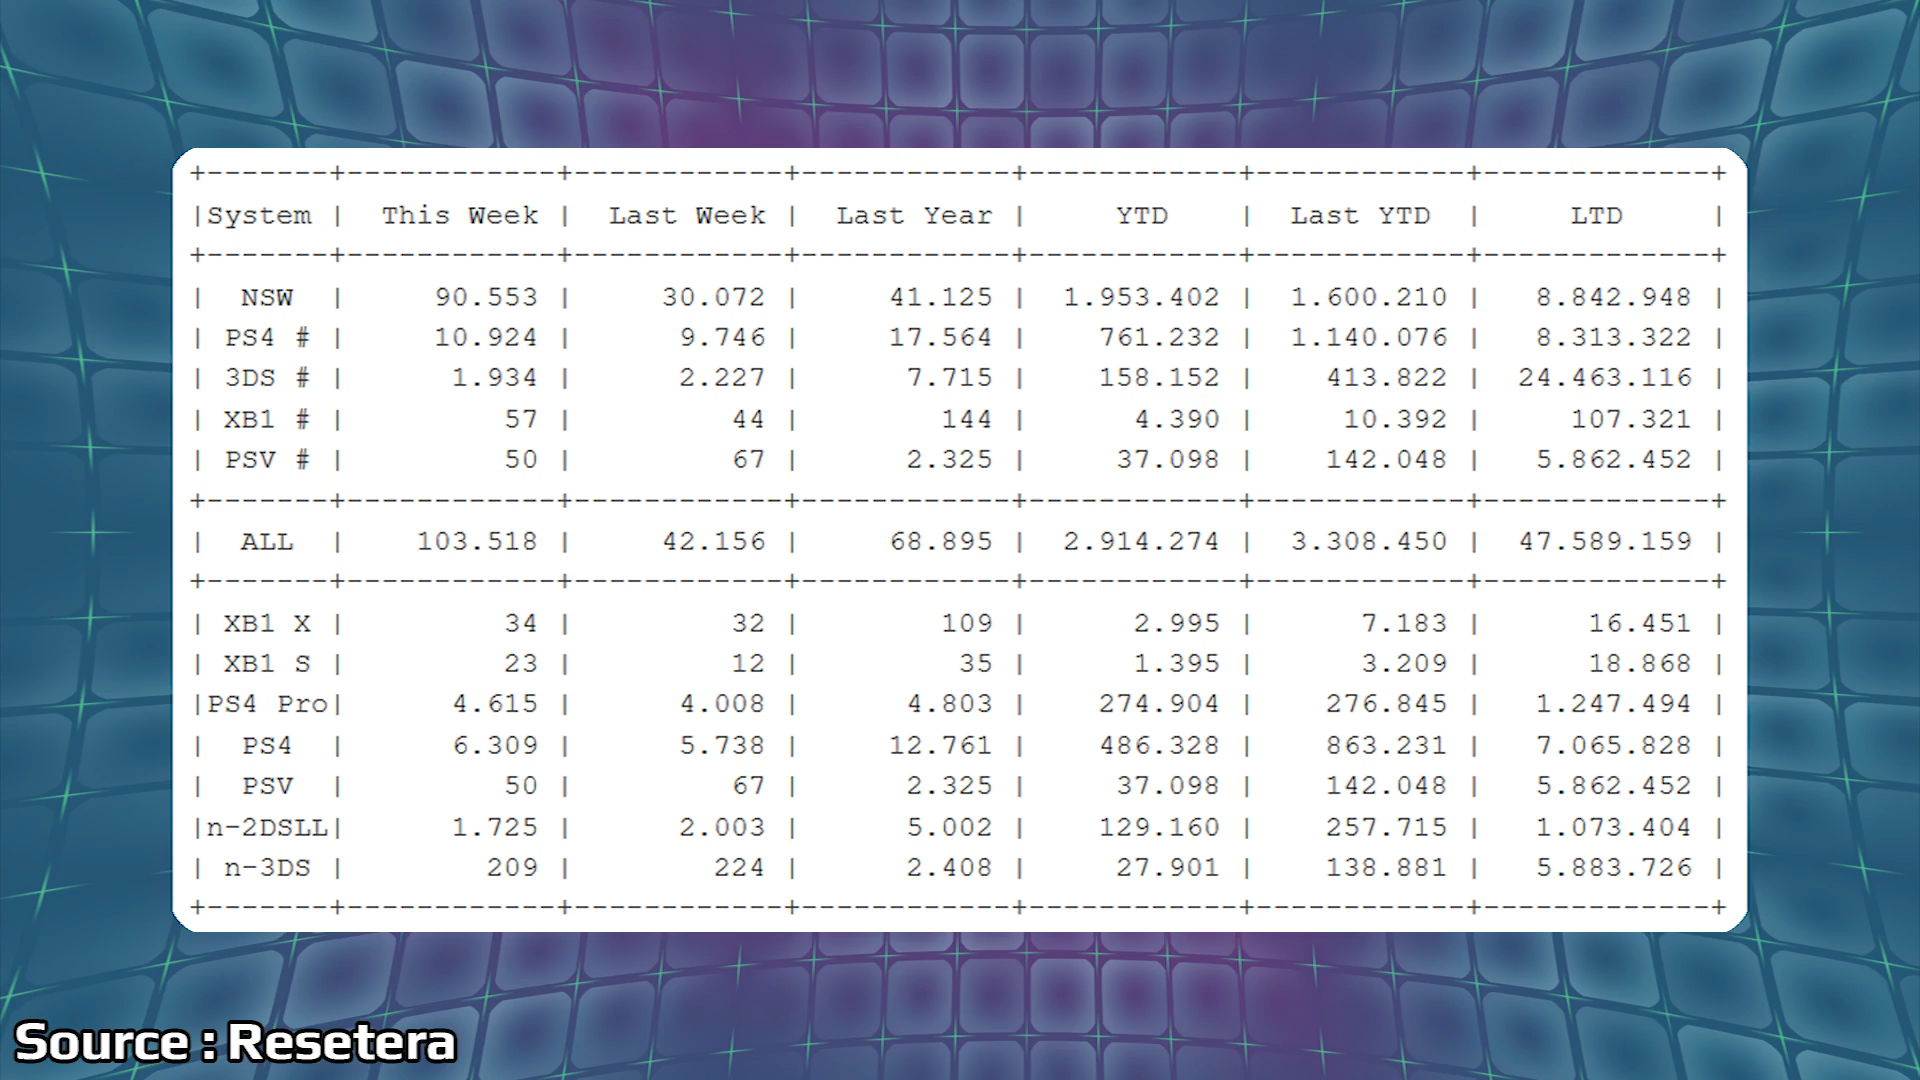 +-------+------------+------------+------------+------------+------------+-------------+
|System | This Week | Last Week | Last Year | YTD | Last YTD | LTD |
+-------+------------+------------+------------+------------+------------+-------------+
| NSW | 90.553 | 30.072 | 41.125 | 1.953.402 | 1.600.210 | 8.842.948 |
| PS4 # | 10.924 | 9.746 | 17.564 | 761.232 | 1.140.076 | 8.313.322 |
| 3DS # | 1.934 | 2.227 | 7.715 | 158.152 | 413.822 | 24.463.116 |
| XB1 # | 57 | 44 | 144 | 4.390 | 10.392 | 107.321 |
| PSV # | 50 | 67 | 2.325 | 37.098 | 142.048 | 5.862.452 |
+-------+------------+------------+------------+------------+------------+-------------+
| ALL | 103.518 | 42.156 | 68.895 | 2.914.274 | 3.308.450 | 47.589.159 |
+-------+------------+------------+------------+------------+------------+-------------+
| XB1 X | 34 | 32 | 109 | 2.995 | 7.183 | 16.451 |
| XB1 S | 23 | 12 | 35 | 1.395 | 3.209 | 18.868 |
|PS4 Pro| 4.615 | 4.008 | 4.803 | 274.904 | 276.845 | 1.247.494 |
| PS4 | 6.309 | 5.738 | 12.761 | 486.328 | 863.231 | 7.065.828 |
| PSV | 50 | 67 | 2.325 | 37.098 | 142.048 | 5.862.452 |
|n-2DSLL| 1.725 | 2.003 | 5.002 | 129.160 | 257.715 | 1.073.404 |
| n-3DS | 209 | 224 | 2.408 | 27.901 | 138.881 | 5.883.726 |
+-------+------------+------------+------------+------------+------------+-------------+
Source : Resetera